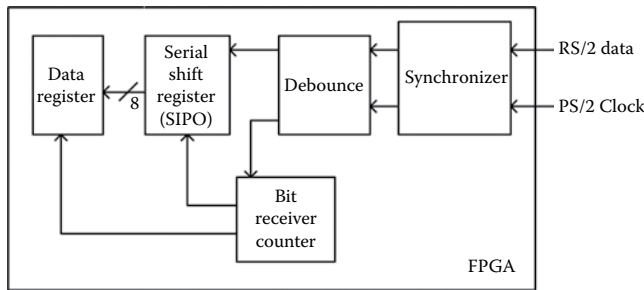 Data
register
8
Serial
shift
register
(SIPO)
Debounce
Synchronizer
RS/2 data
PS/2 Clock
Bit
receiver
counter
FPGA